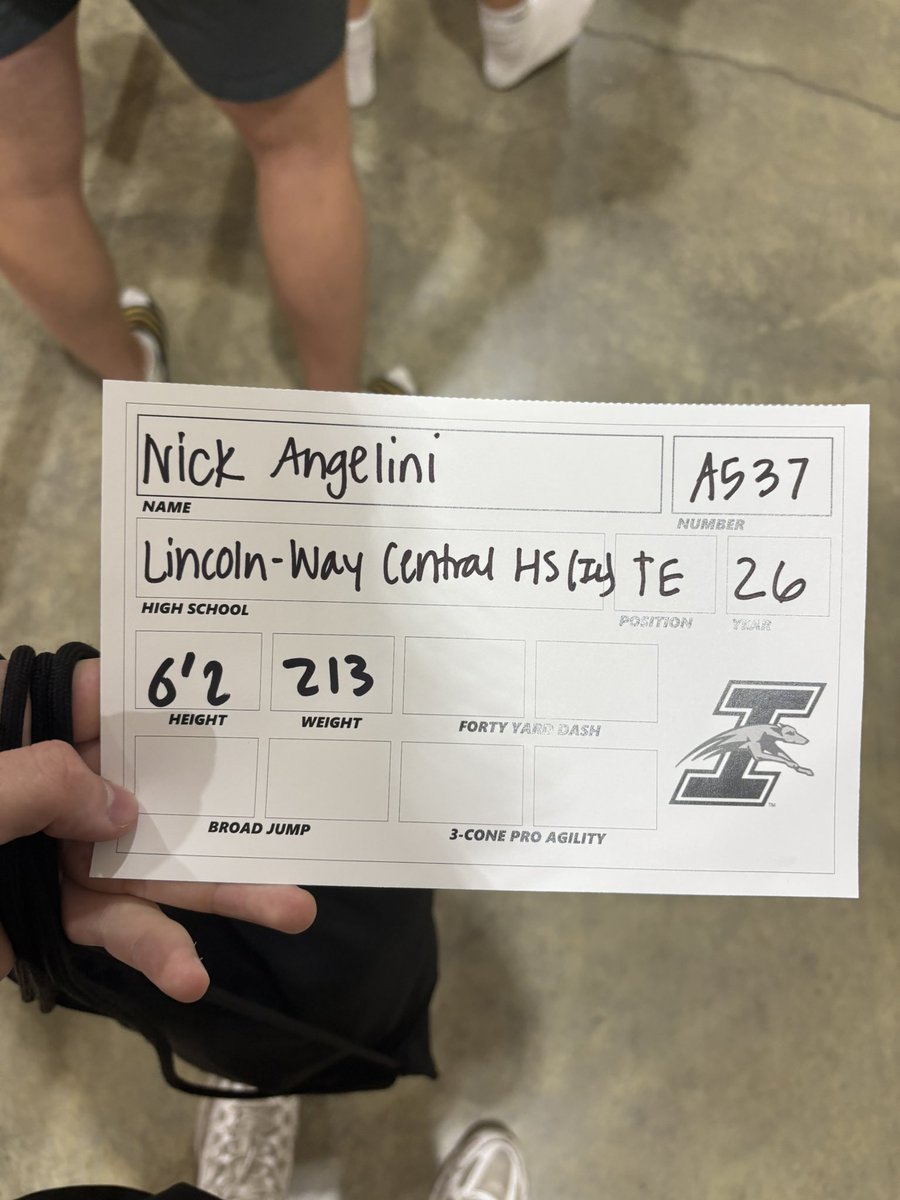 Nick Angelini A537
NAME NUMBER
Lincoln-Way Central HS (IL) TE 26
HIGH SCHOOL POSITION YEAR
6'2 213
HEIGHT WEIGHT FORTY YARD DASH
BROAD JUMP 3-CONE PRO AGILITY
I
TM